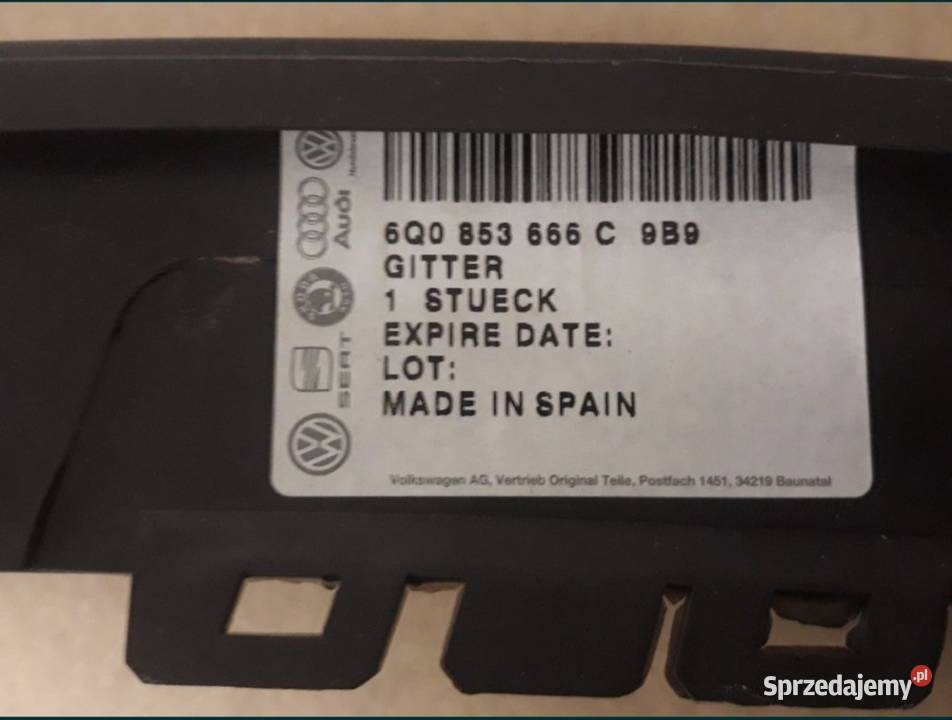 6Q0 853 666 C 9B9
GITTER
1 STUECK
EXPIRE DATE:
LOT:
MADE IN SPAIN
Volkswagen AG, Vertrieb Original Teile, Postfach 1451, 34219 Baunatal
Audi
SKODA
SEAT
Sprzedajemy.pl